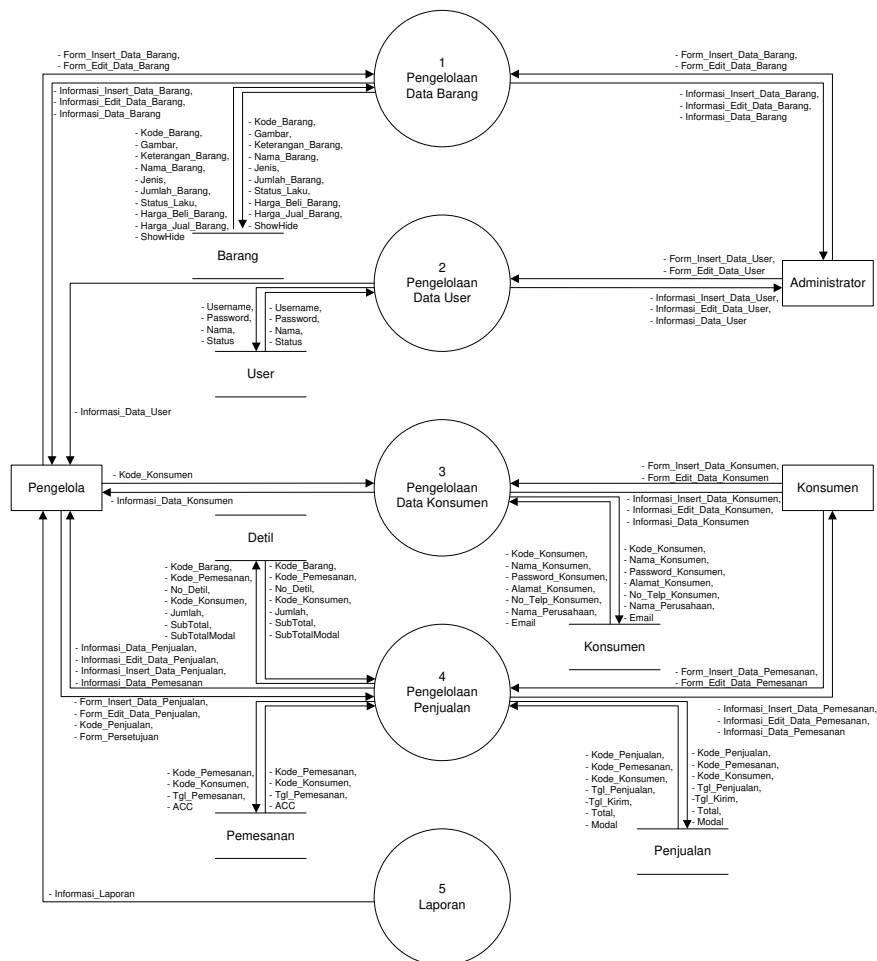 - Form_Insert_Data_Barang,
- Form_Edit_Data_Barang
1
Pengelolaan
Data Barang
- Form_Insert_Data_Barang,
- Form_Edit_Data_Barang
- Informasi_Insert_Data_Barang,
- Informasi_Edit_Data_Barang,
- Informasi_Data_Barang
- Informasi_Insert_Data_Barang,
- Informasi_Edit_Data_Barang,
- Informasi_Data_Barang
- Kode_Barang,
- Gambar,
- Keterangan_Barang,
- Nama_Barang,
- Jenis,
- Jumlah_Barang,
- Status_Laku,
- Harga_Beli_Barang,
- Harga_Jual_Barang,
- ShowHide
- Kode_Barang,
- Gambar,
- Keterangan_Barang,
- Nama_Barang,
- Jenis,
- Jumlah_Barang,
- Status_Laku,
- Harga_Beli_Barang,
- Harga_Jual_Barang,
- ShowHide
Barang
2
Pengelolaan
Data User
- Form_Insert_Data_User,
- Form_Edit_Data_User
Administrator
- Informasi_Insert_Data_User,
- Informasi_Edit_Data_User,
- Informasi_Data_User
- Username,
- Password,
- Nama,
- Status
- Username,
- Password,
- Nama,
- Status
User
- Informasi_Data_User
Pengelola
- Kode_Konsumen
- Informasi_Data_Konsumen
3
Pengelolaan
Data Konsumen
- Form_Insert_Data_Konsumen,
- Form_Edit_Data_Konsumen
Konsumen
- Informasi_Insert_Data_Konsumen,
- Informasi_Edit_Data_Konsumen,
- Informasi_Data_Konsumen
Detil
- Kode_Barang,
- Kode_Pemesanan,
- No_Detil,
- Kode_Konsumen,
- Jumlah,
- SubTotal,
- SubTotalModal
- Kode_Barang,
- Kode_Pemesanan,
- No_Detil,
- Kode_Konsumen,
- Jumlah,
- SubTotal,
- SubTotalModal
- Kode_Konsumen,
- Nama_Konsumen,
- Password_Konsumen,
- Alamat_Konsumen,
- No_Telp_Konsumen,
- Nama_Perusahaan,
- Email
- Kode_Konsumen,
- Nama_Konsumen,
- Password_Konsumen,
- Alamat_Konsumen,
- No_Telp_Konsumen,
- Nama_Perusahaan,
- Email
Konsumen
- Informasi_Data_Penjualan,
- Informasi_Edit_Data_Penjualan,
- Informasi_Insert_Data_Penjualan,
- Informasi_Data_Pemesanan
4
Pengelolaan
Penjualan
- Form_Insert_Data_Pemesanan,
- Form_Edit_Data_Pemesanan
- Form_Insert_Data_Penjualan,
- Form_Edit_Data_Penjualan,
- Kode_Penjualan,
- Form_Persetujuan
- Informasi_Insert_Data_Pemesanan,
- Informasi_Edit_Data_Pemesanan,
- Informasi_Data_Pemesanan
- Kode_Pemesanan,
- Kode_Konsumen,
- Tgl_Pemesanan,
- ACC
- Kode_Pemesanan,
- Kode_Konsumen,
- Tgl_Pemesanan,
- ACC
Pemesanan
- Kode_Penjualan,
- Kode_Pemesanan,
- Kode_Konsumen,
- Tgl_Penjualan,
-Tgl_Kirim,
- Total,
- Modal
- Kode_Penjualan,
- Kode_Pemesanan,
- Kode_Konsumen,
- Tgl_Penjualan,
-Tgl_Kirim,
- Total,
- Modal
Penjualan
- Informasi_Laporan
5
Laporan